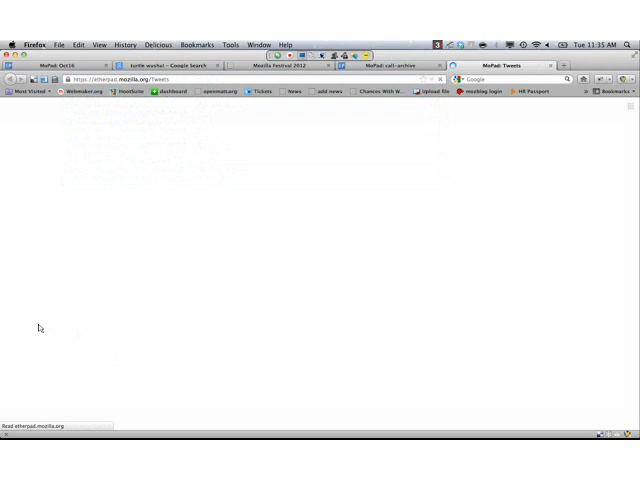 Firefox File Edit View History Delicious Bookmarks Tools Window Help 3 Tue 11:35 AM
MoPad: Oct16 turtle wushu! - Google Search Mozilla Festival 2012 MoPad: call-archive MoPad: Tweets
https://etherpad.mozilla.org/Tweets Google
Most Visited Webmaker.org HootSuite dashboard openmatt.org Tickets News add news Chances With W... Upload file mozblog login HR Passport » Bookmarks
Read etherpad.mozilla.org